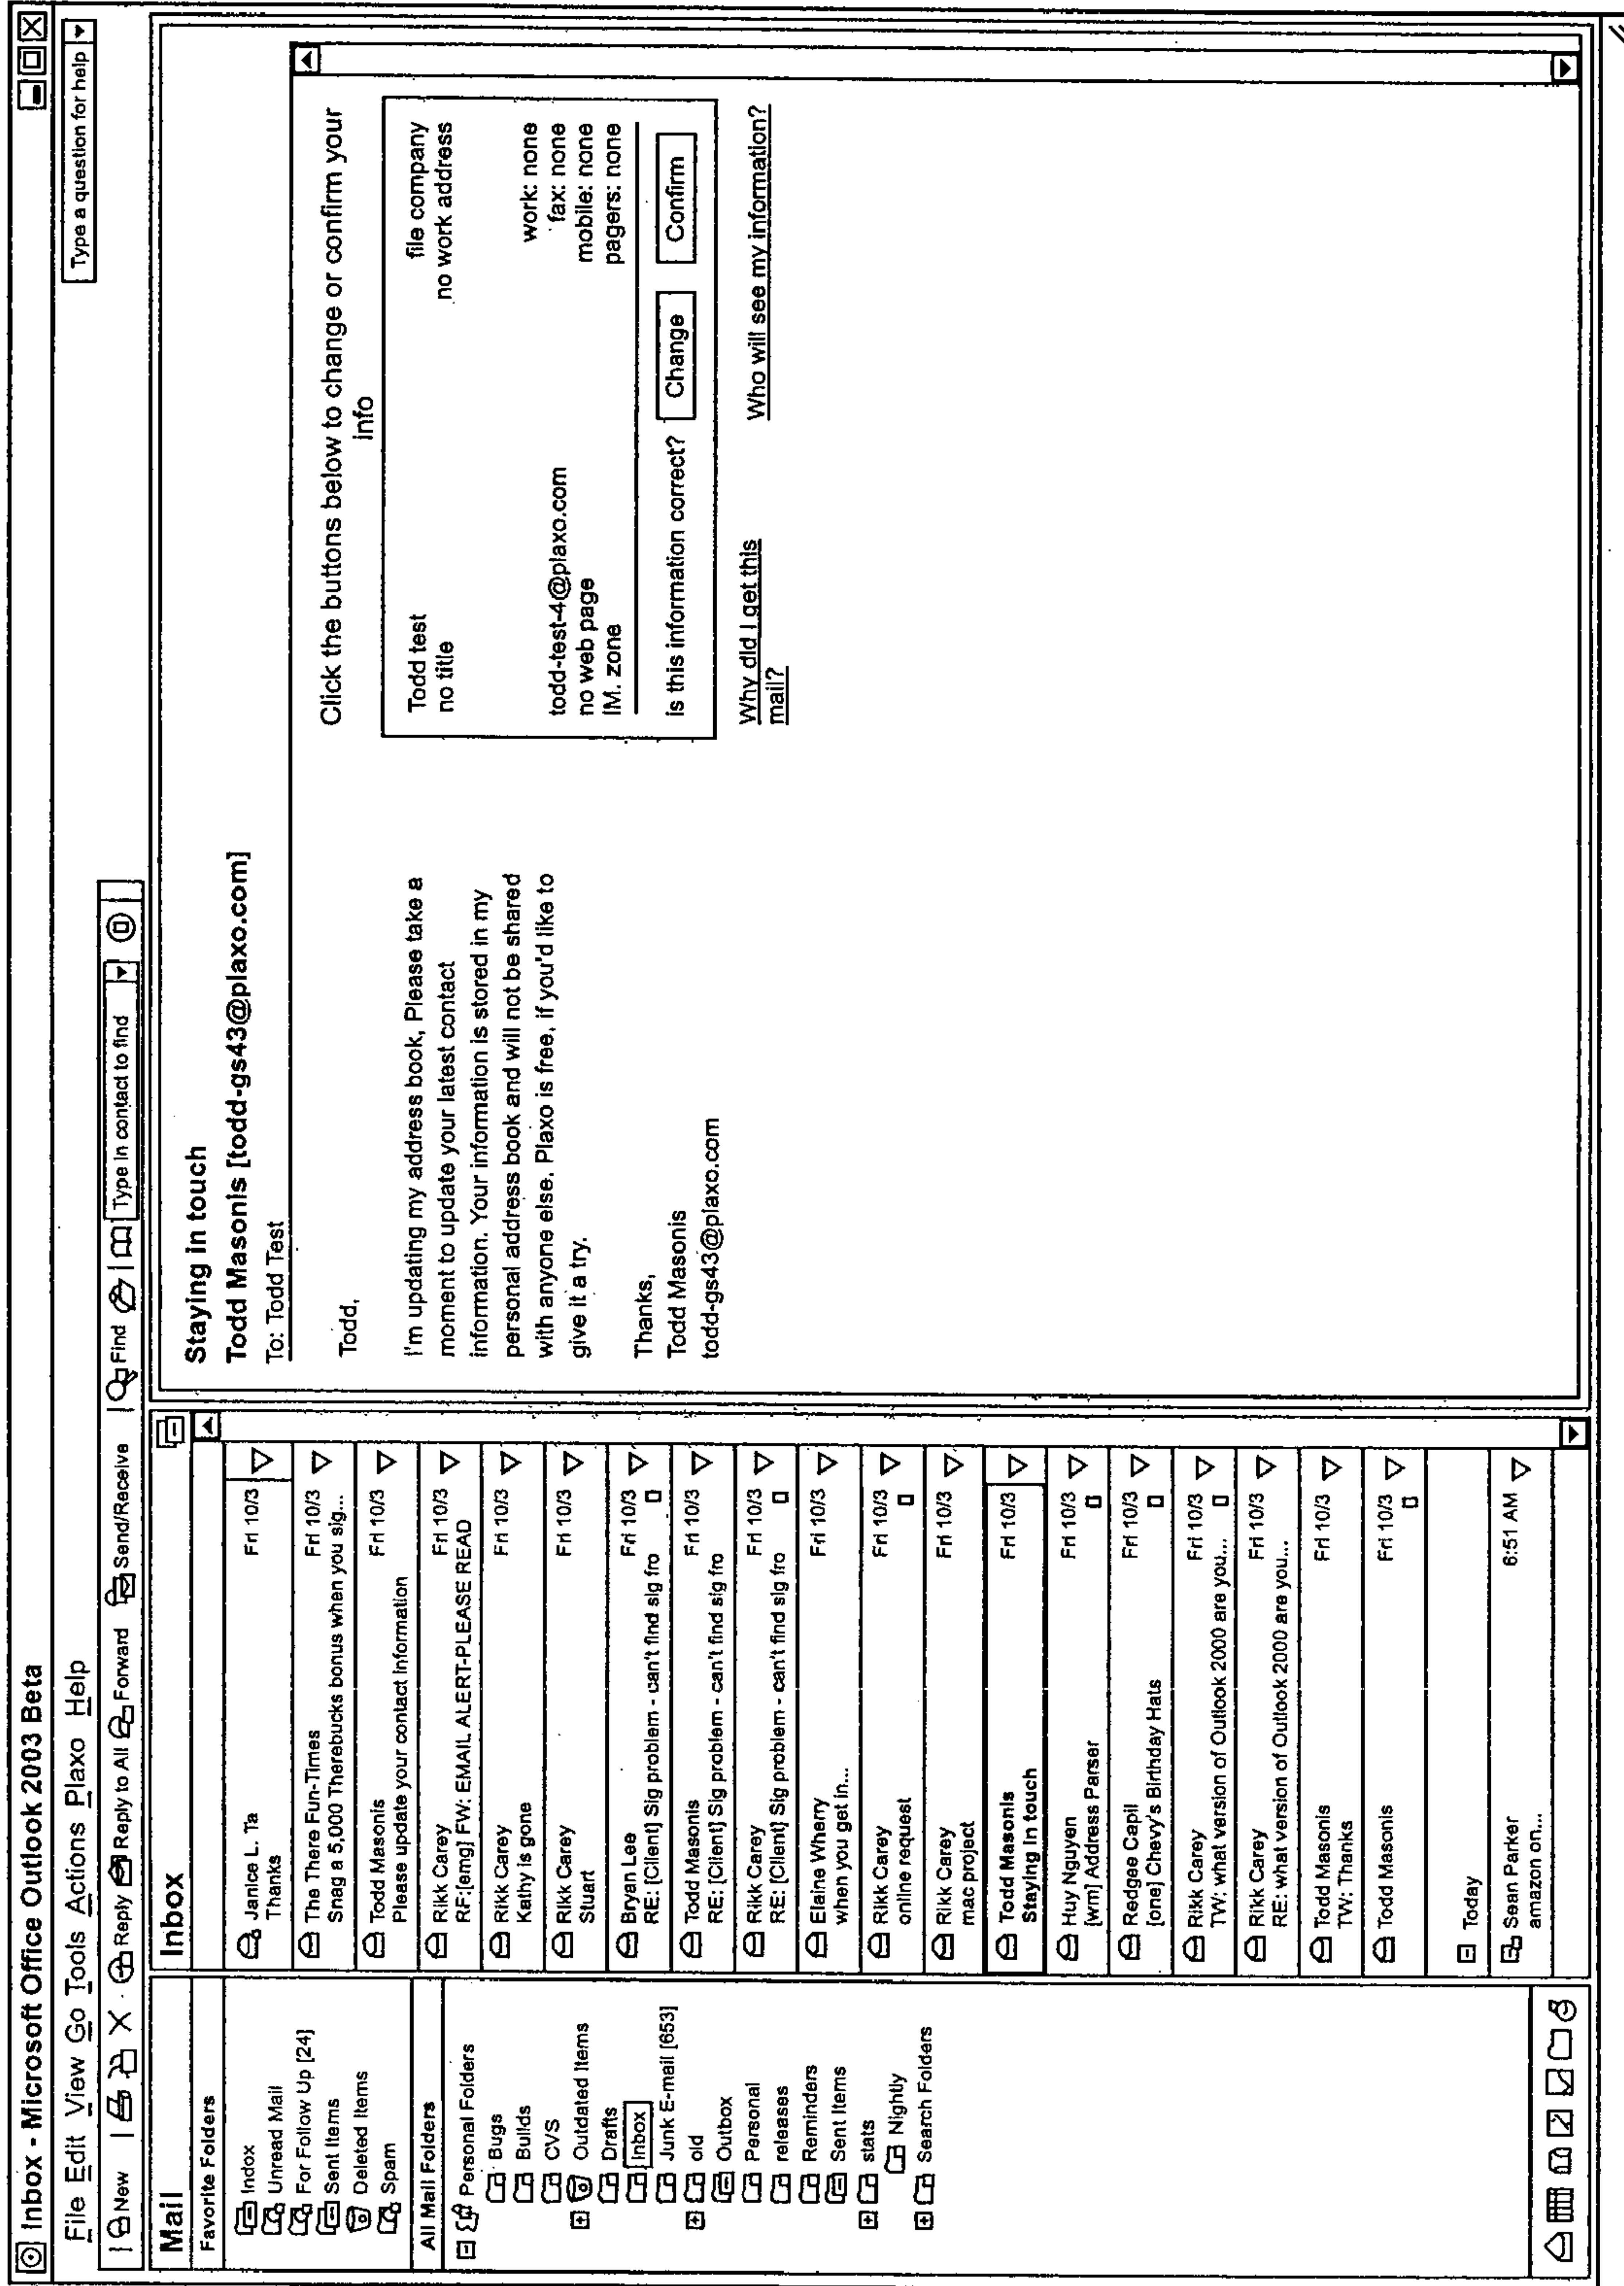 Inbox - Microsoft Office Outlook 2003 Beta
File Edit View Go Tools Actions Plaxo Help
Type a question for help
New Reply Reply to All Forward Send/Receive Find Type in contact to find
Mail
Favorite Folders
Indox
Unread Mail
For Follow Up [24]
Sent Items
Deleted Items
Spam
All Mail Folders
Personal Folders
Bugs
Builds
CVS
Outdated Items
Drafts
Inbox
Junk E-mail [653]
old
Outbox
Personal
releases
Reminders
Sent Items
stats
Nightly
Search Folders
Inbox
Janice L. Ta Fri 10/3
Thanks
The There Fun-Times Fri 10/3
Snag a 5,000 Therebucks bonus when you sig...
Todd Masonis Fri 10/3
Please update your contact information
Rikk Carey Fri 10/3
RF:[emg] FW: EMAIL ALERT-PLEASE READ
Rikk Carey Fri 10/3
Kathy is gone
Rikk Carey Fri 10/3
Stuart
Bryan Lee Fri 10/3
RE: [Client] Sig problem - can't find sig fro
Todd Masonis Fri 10/3
RE: [Client] Sig problem - can't find sig fro
Rikk Carey Fri 10/3
RE: [Client] Sig problem - can't find sig fro
Elaine Wherry Fri 10/3
when you get in...
Rikk Carey Fri 10/3
online request
Rikk Carey Fri 10/3
mac project
Todd Masonis Fri 10/3
Staying in touch
Huy Nguyen Fri 10/3
[wm] Address Parser
Redgee Capil Fri 10/3
[one] Chevy's Birthday Hats
Rikk Carey Fri 10/3
TW: what version of Outlook 2000 are you...
Rikk Carey Fri 10/3
RE: what version of Outlook 2000 are you...
Todd Masonis Fri 10/3
TW: Thanks
Todd Masonis Fri 10/3
Today
Sean Parker 6:51 AM
amazon on...
Staying in touch
Todd Masonis [todd-gs43@plaxo.com]
To: Todd Test
Todd,
I'm updating my address book, Please take a
moment to update your latest contact
information. Your information is stored in my
personal address book and will not be shared
with anyone else. Plaxo is free, if you'd like to
give it a try.
Thanks,
Todd Masonis
todd-gs43@plaxo.com
Click the buttons below to change or confirm your
info
Todd test file company
no title no work address
work: none
todd-test-4@plaxo.com fax: none
no web page mobile: none
IM. zone pagers: none
is this information correct? Change Confirm
Why did I get this Who will see my information?
mail?